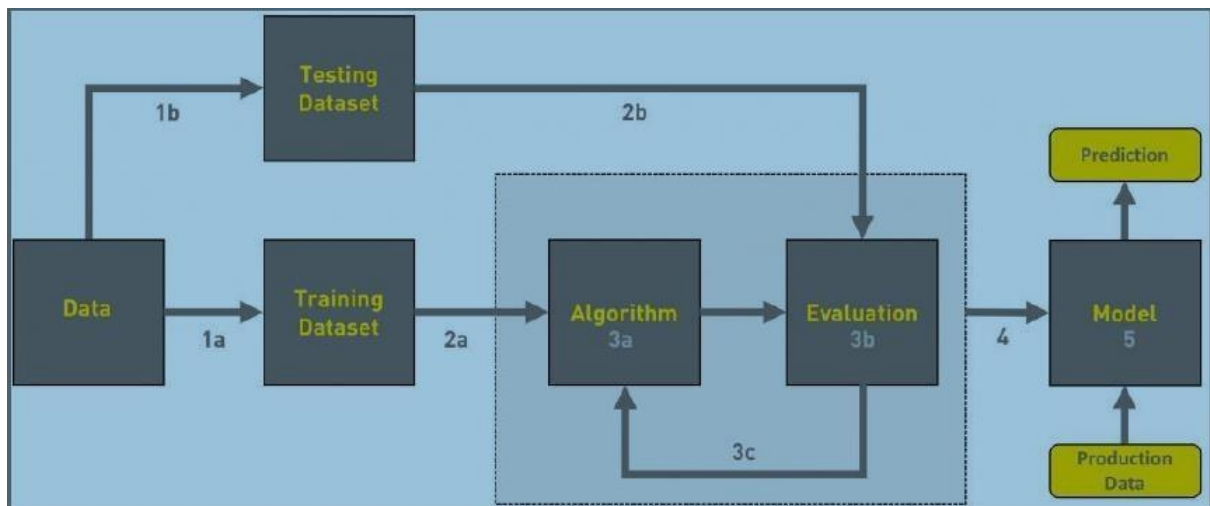 Testing
Dataset
1b
2b
Prediction
Data
1a
Training
Dataset
2a
Algorithm
3a
Evaluation
3b
4
Model
5
3c
Production
Data